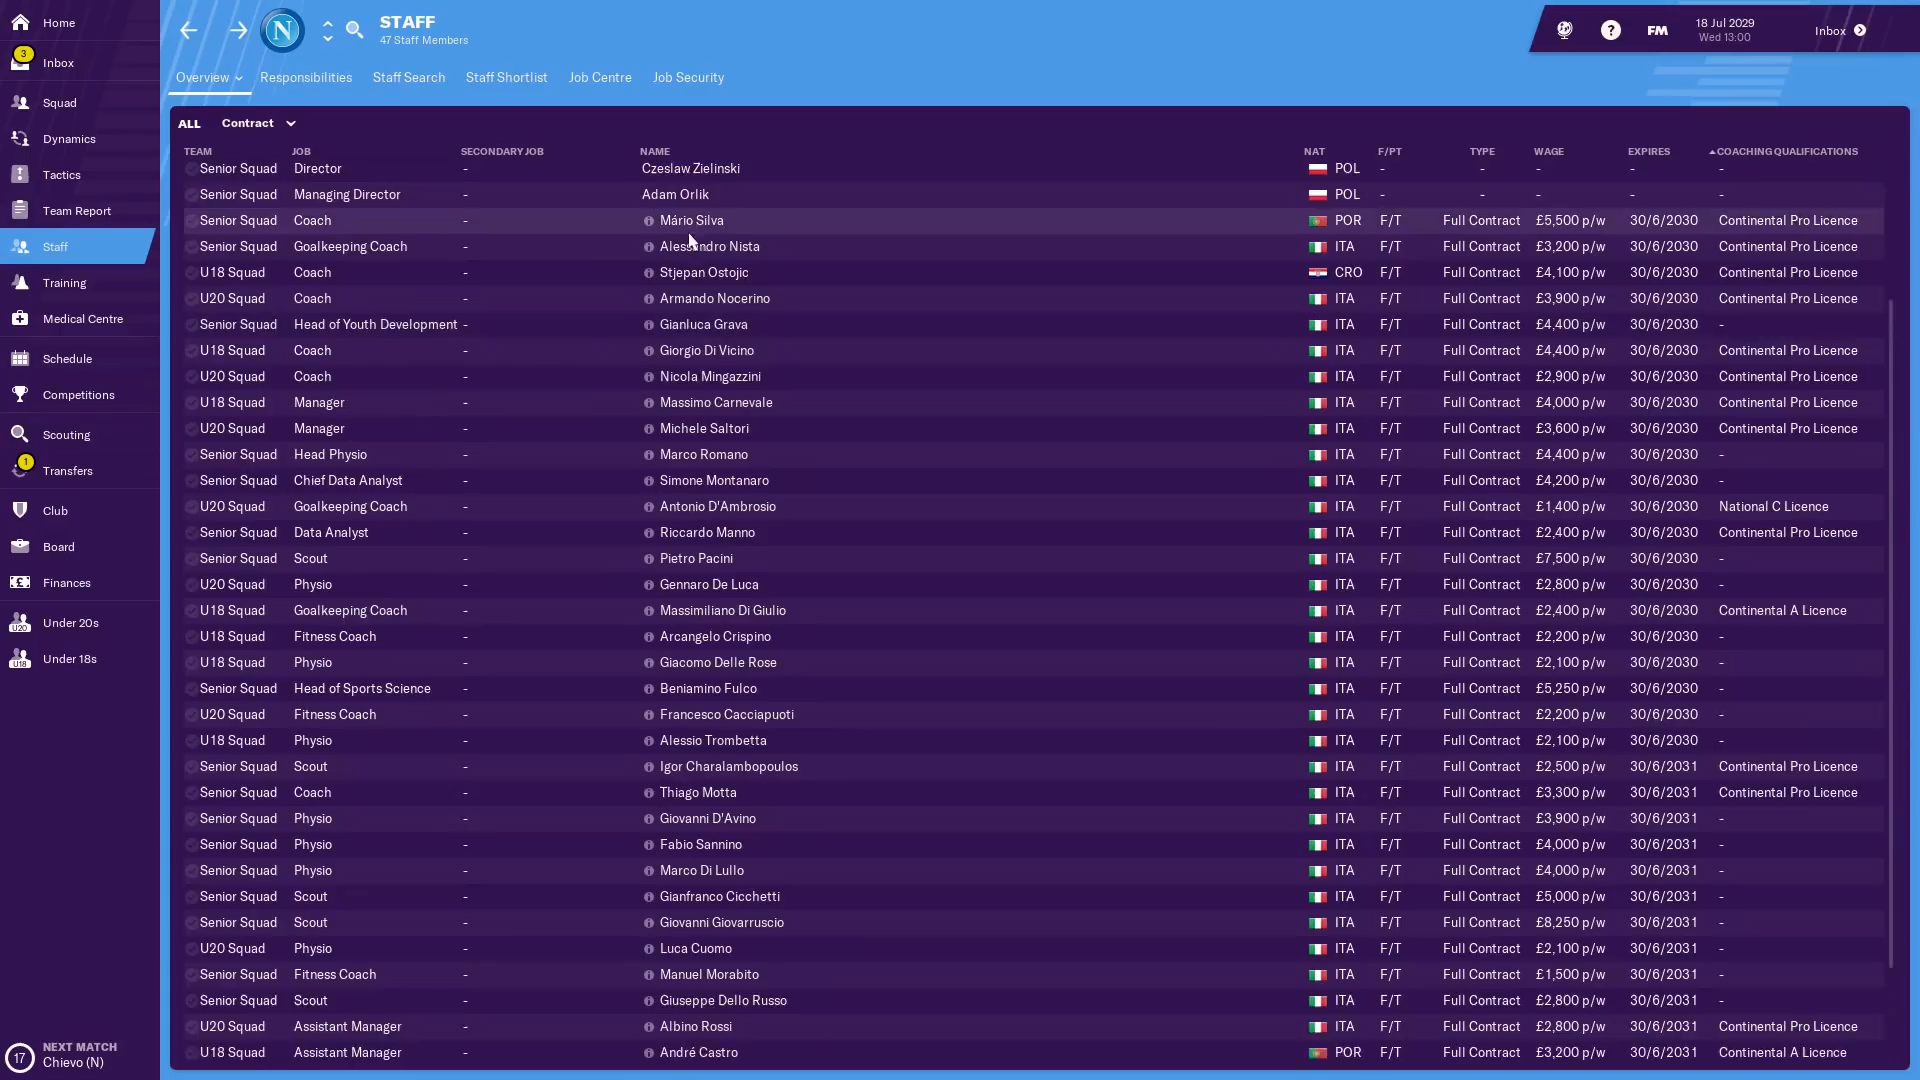 Home
3
Inbox
Squad
Dynamics
Tactics
Team Report
Staff
Training
Medical Centre
Schedule
Competitions
Scouting
1
Transfers
Club
Board
Finances
U20
Under 20s
U18
Under 18s
17
NEXT MATCH
Chievo (N)
N
STAFF
47 Staff Members
?
FM
18 Jul 2029
Wed 13:00
Inbox
Overview Responsibilities Staff Search Staff Shortlist Job Centre Job Security
ALL Contract
TEAM JOB SECONDARY JOB NAME NAT F/PT TYPE WAGE EXPIRES COACHING QUALIFICATIONS
Senior Squad Director - Czeslaw Zielinski POL - - - - -
Senior Squad Managing Director - Adam Orlik POL - - - - -
Senior Squad Coach - Mário Silva POR F/T Full Contract £5,500 p/w 30/6/2030 Continental Pro Licence
Senior Squad Goalkeeping Coach - Alessandro Nista ITA F/T Full Contract £3,200 p/w 30/6/2030 Continental Pro Licence
U18 Squad Coach - Stjepan Ostojic CRO F/T Full Contract £4,100 p/w 30/6/2030 Continental Pro Licence
U20 Squad Coach - Armando Nocerino ITA F/T Full Contract £3,900 p/w 30/6/2030 Continental Pro Licence
Senior Squad Head of Youth Development - Gianluca Grava ITA F/T Full Contract £4,400 p/w 30/6/2030 -
U18 Squad Coach - Giorgio Di Vicino ITA F/T Full Contract £4,400 p/w 30/6/2030 Continental Pro Licence
U20 Squad Coach - Nicola Mingazzini ITA F/T Full Contract £2,900 p/w 30/6/2030 Continental Pro Licence
U18 Squad Manager - Massimo Carnevale ITA F/T Full Contract £4,000 p/w 30/6/2030 Continental Pro Licence
U20 Squad Manager - Michele Saltori ITA F/T Full Contract £3,600 p/w 30/6/2030 Continental Pro Licence
Senior Squad Head Physio - Marco Romano ITA F/T Full Contract £4,400 p/w 30/6/2030 -
Senior Squad Chief Data Analyst - Simone Montanaro ITA F/T Full Contract £4,200 p/w 30/6/2030 -
U20 Squad Goalkeeping Coach - Antonio D'Ambrosio ITA F/T Full Contract £1,400 p/w 30/6/2030 National C Licence
Senior Squad Data Analyst - Riccardo Manno ITA F/T Full Contract £2,400 p/w 30/6/2030 Continental Pro Licence
Senior Squad Scout - Pietro Pacini ITA F/T Full Contract £7,500 p/w 30/6/2030 -
U20 Squad Physio - Gennaro De Luca ITA F/T Full Contract £2,800 p/w 30/6/2030 -
U18 Squad Goalkeeping Coach - Massimiliano Di Giulio ITA F/T Full Contract £2,400 p/w 30/6/2030 Continental A Licence
U18 Squad Fitness Coach - Arcangelo Crispino ITA F/T Full Contract £2,200 p/w 30/6/2030 -
U18 Squad Physio - Giacomo Delle Rose ITA F/T Full Contract £2,100 p/w 30/6/2030 -
Senior Squad Head of Sports Science - Beniamino Fulco ITA F/T Full Contract £5,250 p/w 30/6/2030 -
U20 Squad Fitness Coach - Francesco Cacciapuoti ITA F/T Full Contract £2,200 p/w 30/6/2030 -
U18 Squad Physio - Alessio Trombetta ITA F/T Full Contract £2,100 p/w 30/6/2030 -
Senior Squad Scout - Igor Charalambopoulos ITA F/T Full Contract £2,500 p/w 30/6/2031 Continental Pro Licence
Senior Squad Coach - Thiago Motta ITA F/T Full Contract £3,300 p/w 30/6/2031 Continental Pro Licence
Senior Squad Physio - Giovanni D'Avino ITA F/T Full Contract £3,900 p/w 30/6/2031 -
Senior Squad Physio - Fabio Sannino ITA F/T Full Contract £4,000 p/w 30/6/2031 -
Senior Squad Physio - Marco Di Lullo ITA F/T Full Contract £4,000 p/w 30/6/2031 -
Senior Squad Scout - Gianfranco Cicchetti ITA F/T Full Contract £5,000 p/w 30/6/2031 -
Senior Squad Scout - Giovanni Giovarruscio ITA F/T Full Contract £8,250 p/w 30/6/2031 -
U20 Squad Physio - Luca Cuomo ITA F/T Full Contract £2,100 p/w 30/6/2031 -
Senior Squad Fitness Coach - Manuel Morabito ITA F/T Full Contract £1,500 p/w 30/6/2031 -
Senior Squad Scout - Giuseppe Dello Russo ITA F/T Full Contract £2,800 p/w 30/6/2031 -
U20 Squad Assistant Manager - Albino Rossi ITA F/T Full Contract £2,800 p/w 30/6/2031 Continental Pro Licence
U18 Squad Assistant Manager - André Castro POR F/T Full Contract £3,200 p/w 30/6/2031 Continental A Licence